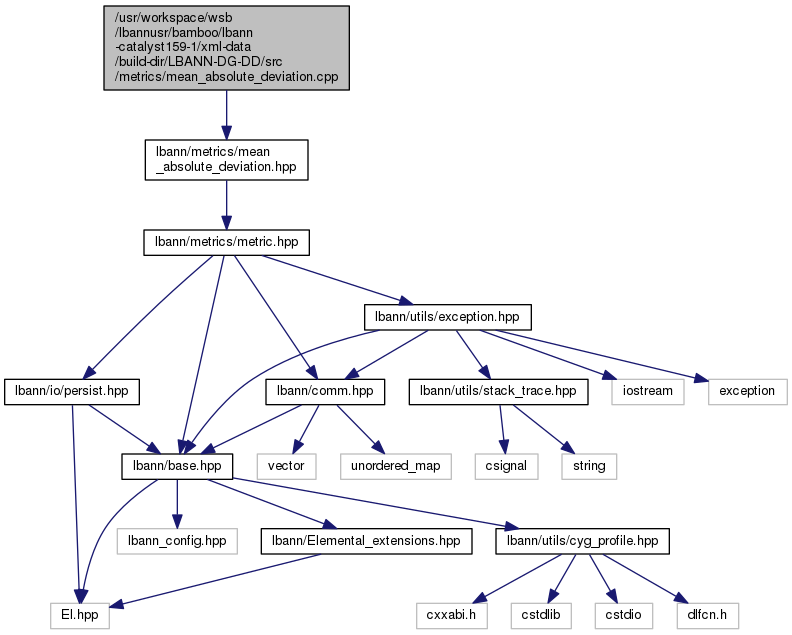 /usr/workspace/wsb
/lbannusr/bamboo/lbann
-catalyst159-1/xml-data
/build-dir/LBANN-DG-DD/src
/metrics/mean_absolute_deviation.cpp
lbann/metrics/mean
_absolute_deviation.hpp
lbann/metrics/metric.hpp
lbann/utils/exception.hpp
lbann/io/persist.hpp
lbann/comm.hpp
lbann/utils/stack_trace.hpp
iostream
exception
lbann/base.hpp
vector
unordered_map
csignal
string
lbann_config.hpp
lbann/Elemental_extensions.hpp
lbann/utils/cyg_profile.hpp
El.hpp
cxxabi.h
cstdlib
cstdio
dlfcn.h